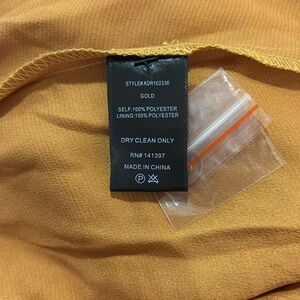 STYLE#ADR102336
GOLD
SELF:100% POLYESTER
LINING:100% POLYESTER
DRY CLEAN ONLY
RN# 141397
MADE IN CHINA
P